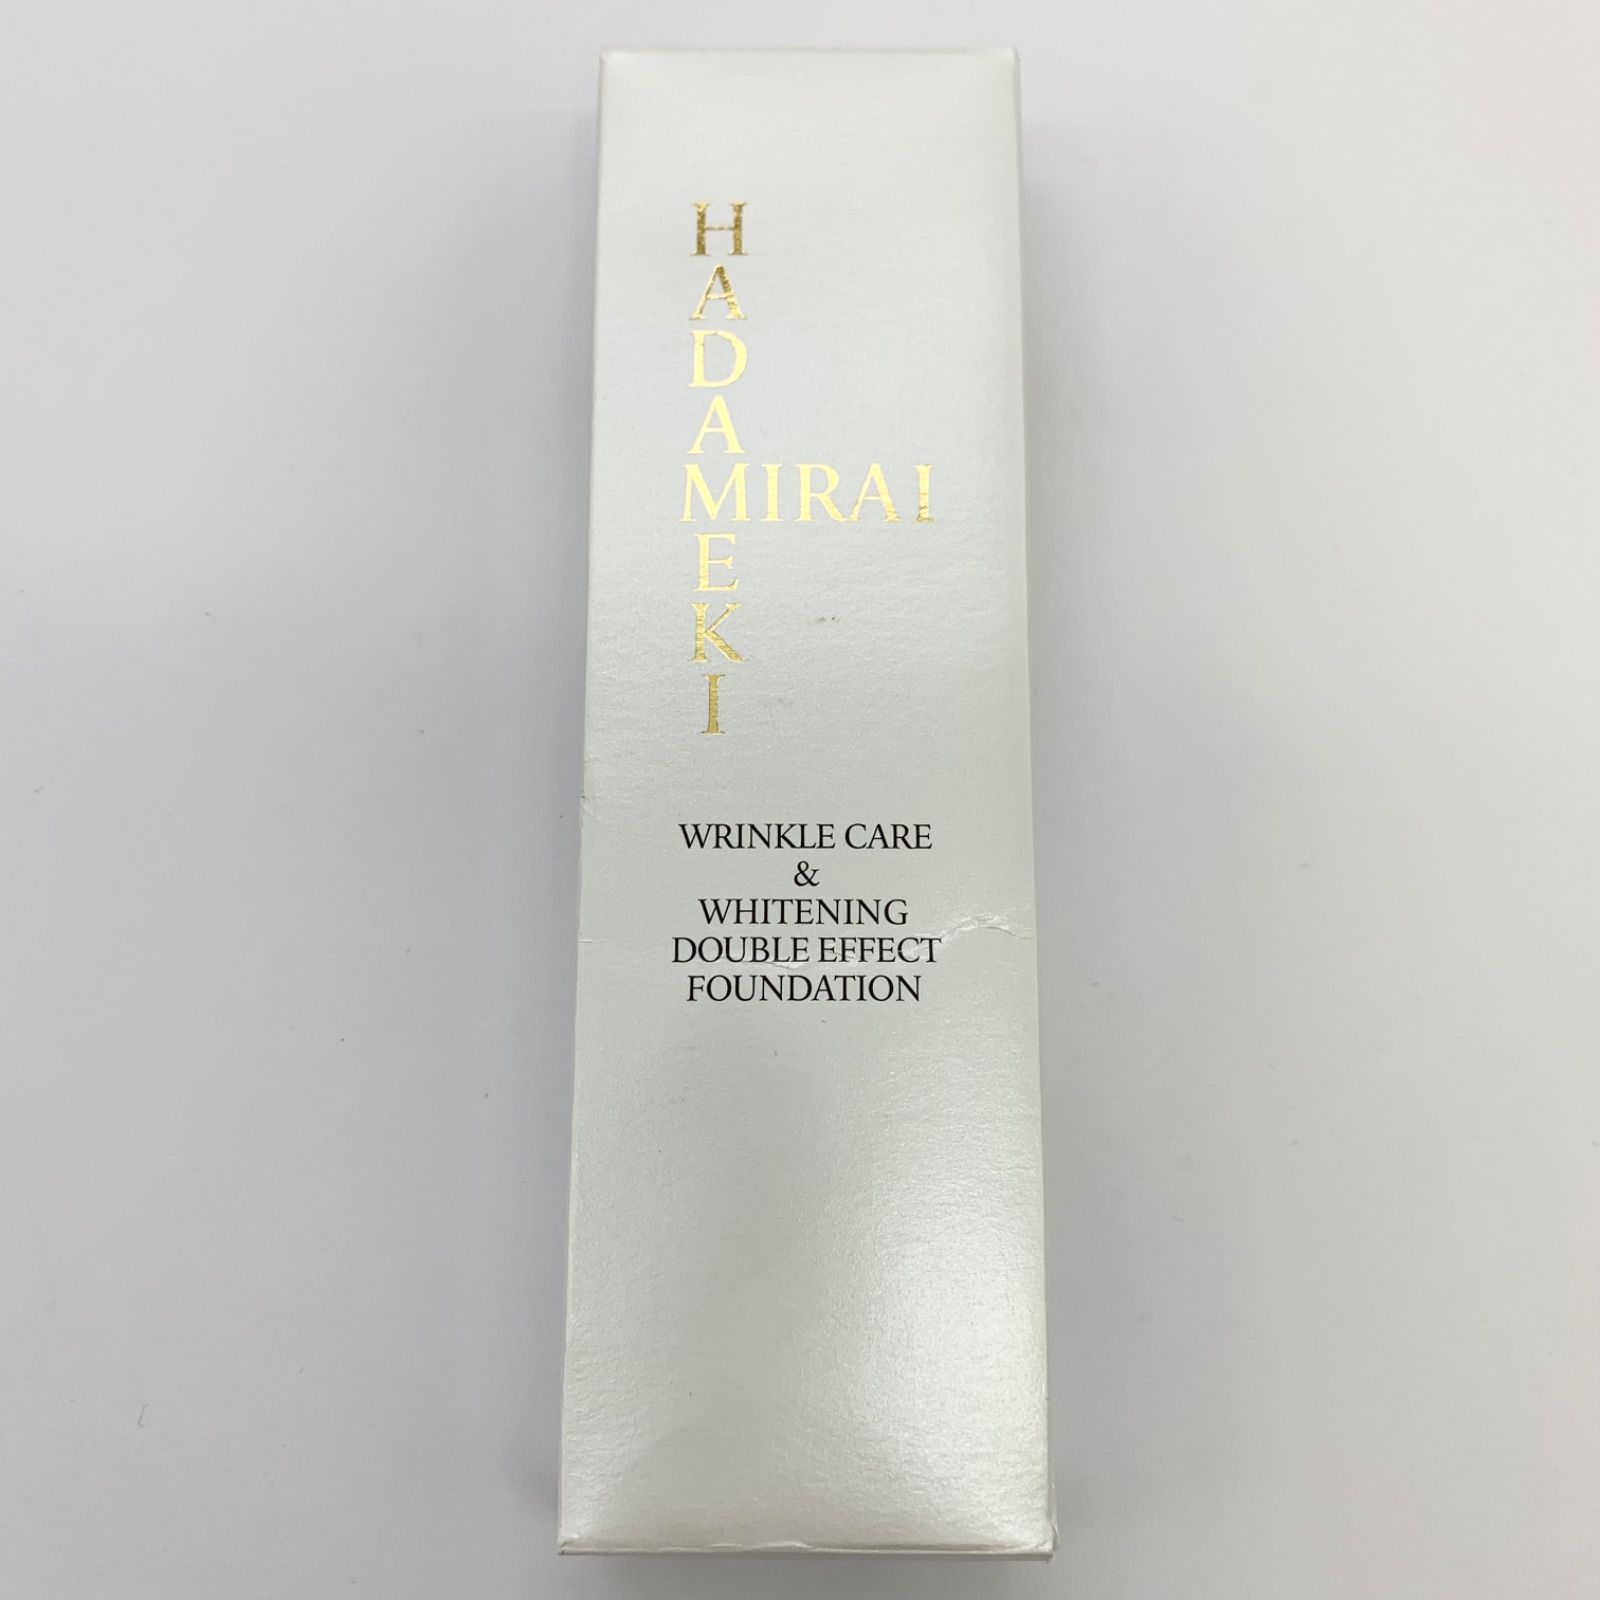 HADAMEKI
MIRAI
WRINKLE CARE
&
WHITENING
DOUBLE EFFECT
FOUNDATION